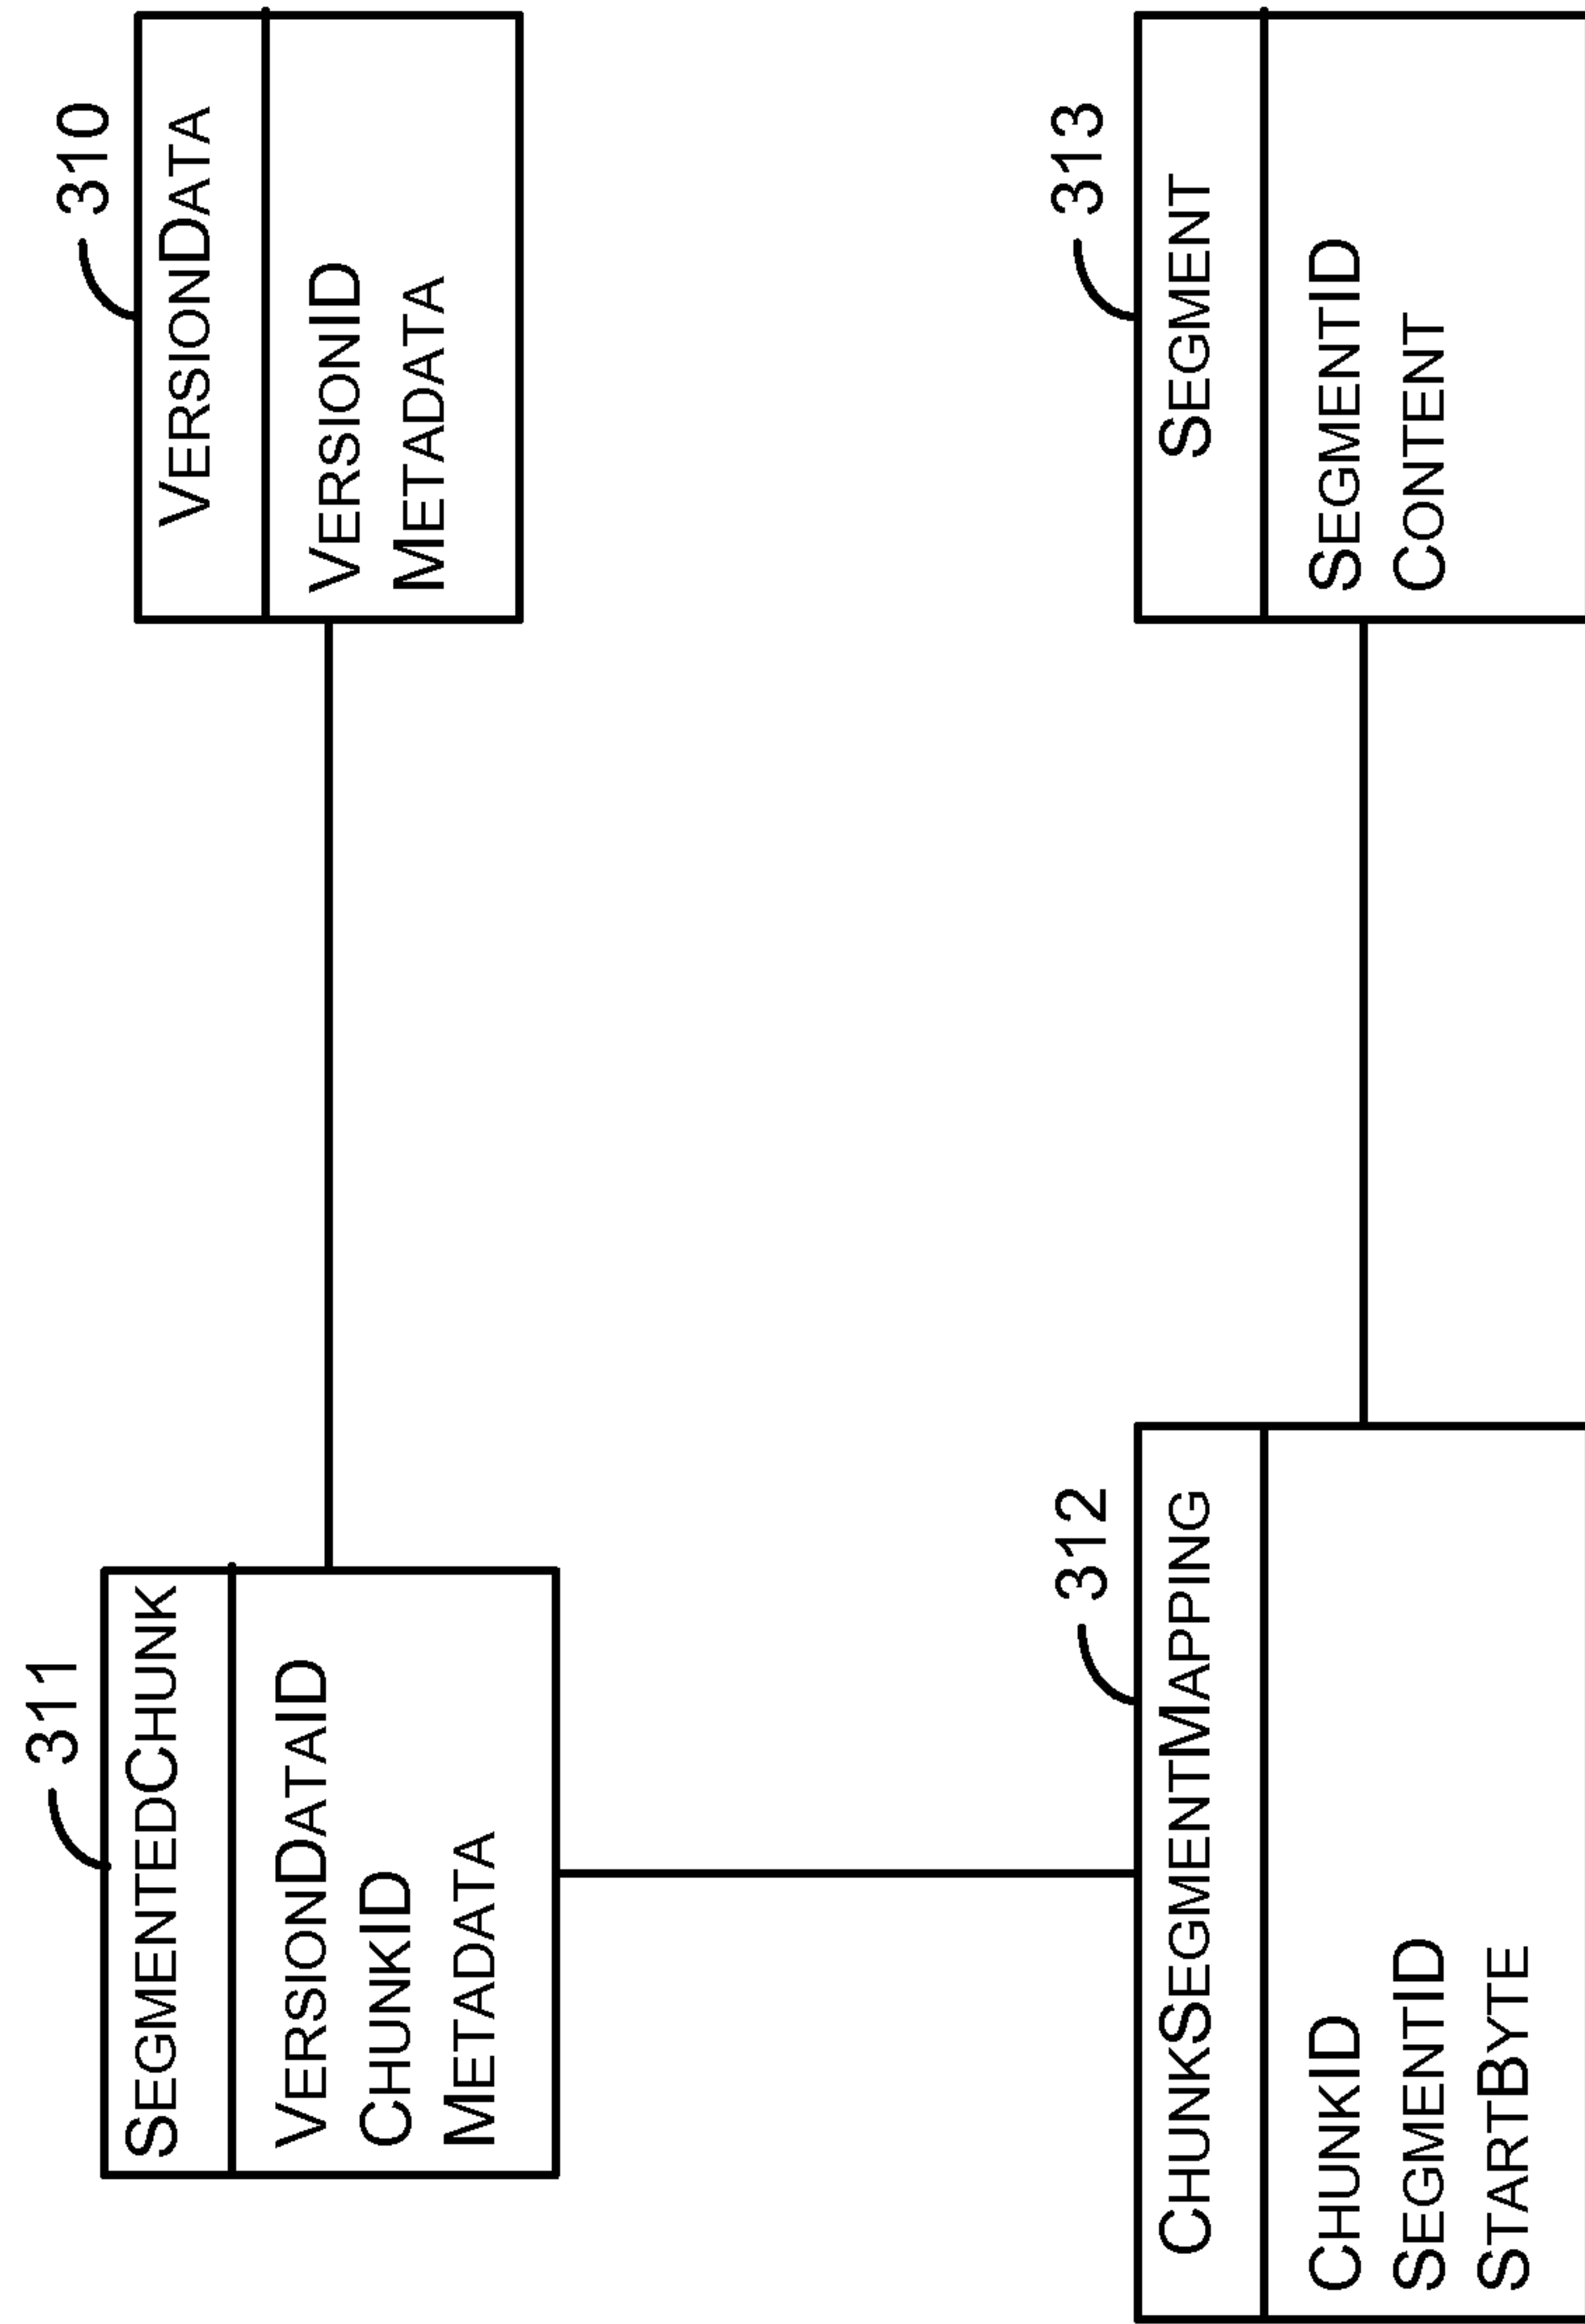 311
SEGMENTEDCHUNK
VERSIONDATAID
CHUNKID
METADATA
310
VERSIONDATA
VERSIONID
METADATA
312
CHUNKSEGMENTMAPPING
CHUNKID
SEGMENTID
STARTBYTE
313
SEGMENT
SEGMENTID
CONTENT